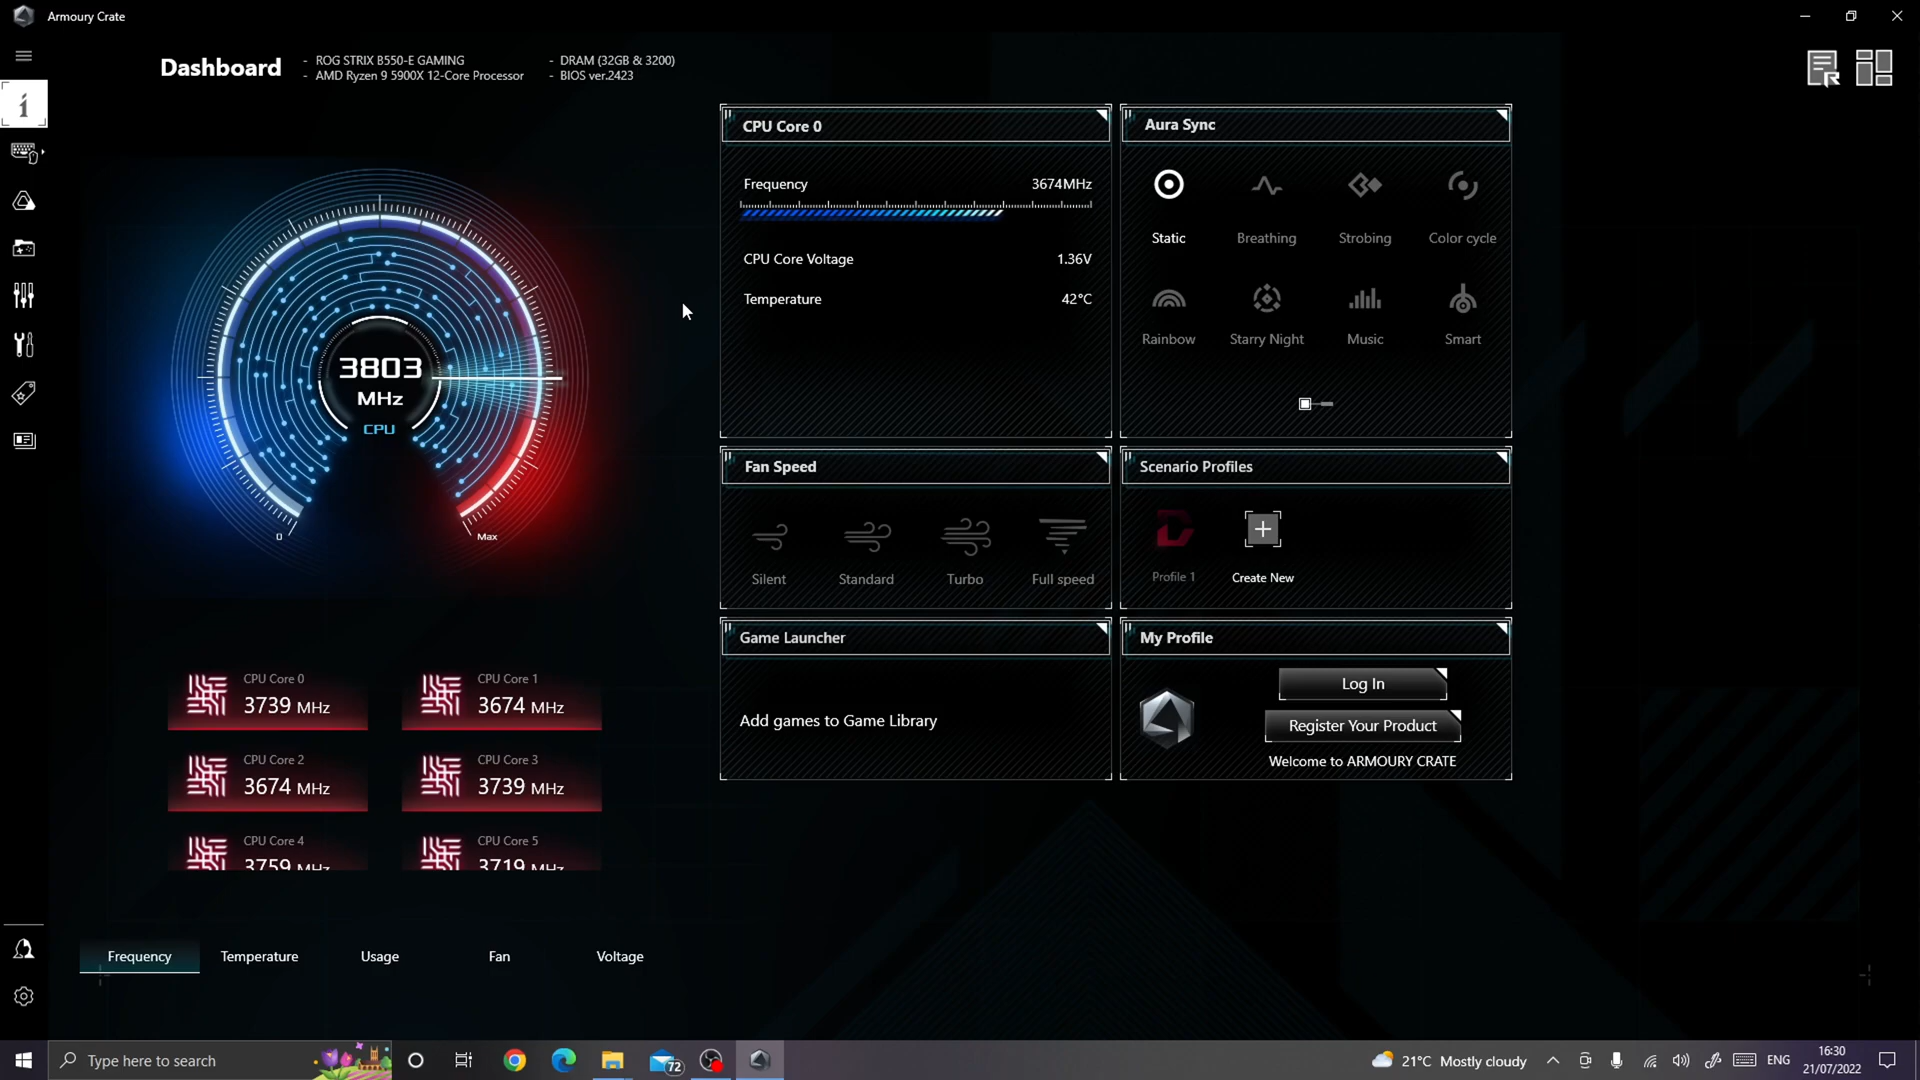 Armoury Crate
Dashboard
- ROG STRIX B550-E GAMING
- AMD Ryzen 9 5900X 12-Core Processor
- DRAM (32GB & 3200)
- BIOS ver.2423
3803
MHz
CPU
0
Max
CPU Core 0
3739 MHz
CPU Core 1
3674 MHz
CPU Core 2
3674 MHz
CPU Core 3
3739 MHz
CPU Core 4
3759 MHz
CPU Core 5
3719 MHz
Frequency
Temperature
Usage
Fan
Voltage
CPU Core 0
Frequency 3674MHz
CPU Core Voltage 1.36V
Temperature 42°C
Aura Sync
Static
Breathing
Strobing
Color cycle
Rainbow
Starry Night
Music
Smart
Fan Speed
Silent
Standard
Turbo
Full speed
Scenario Profiles
Profile 1
Create New
Game Launcher
Add games to Game Library
My Profile
Log In
Register Your Product
Welcome to ARMOURY CRATE
Type here to search
72
21°C Mostly cloudy
ENG
16:30
21/07/2022